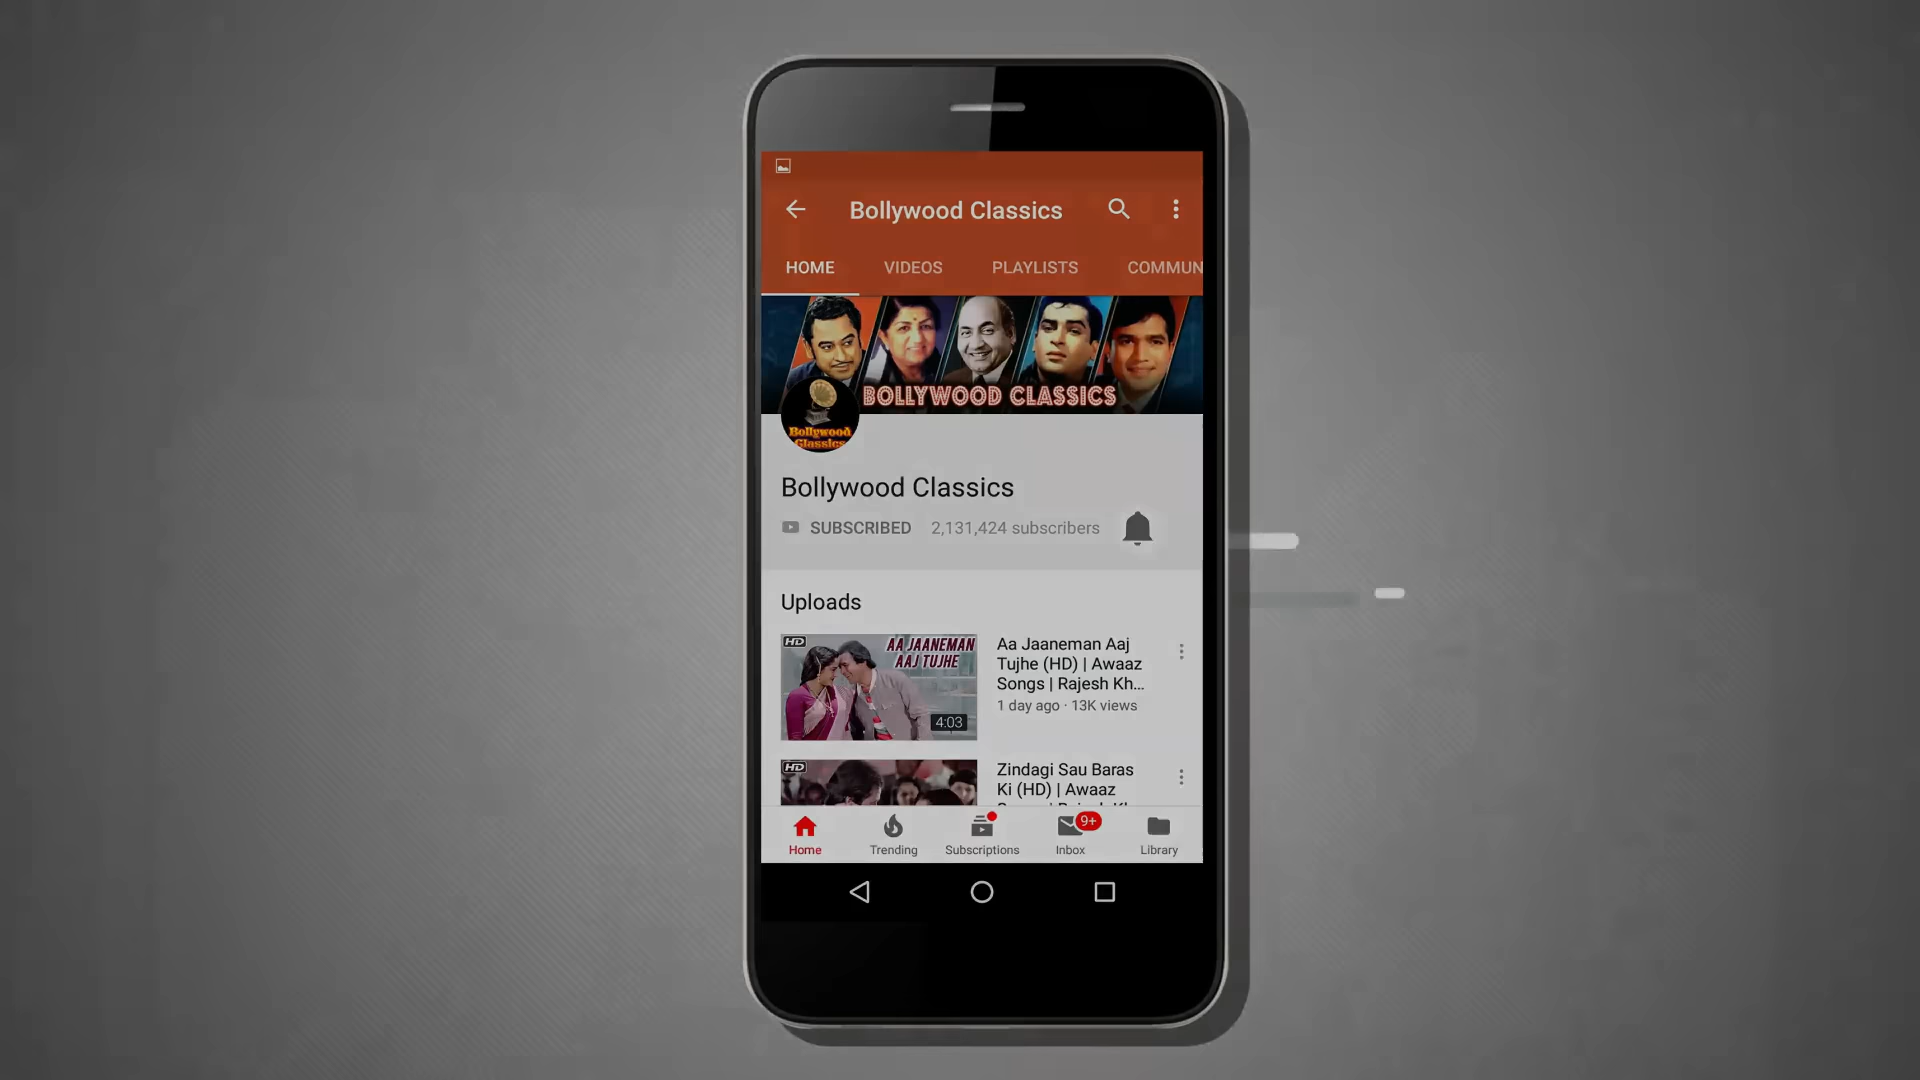 Bollywood Classics
HOME VIDEOS PLAYLISTS COMMUN
BOLLYWOOD CLASSICS
Bollywood
Classics
Bollywood Classics
SUBSCRIBED 2,131,424 subscribers
Uploads
HD
AA JAANEMAN
AAJ TUJHE
4:03
Aa Jaaneman Aaj
Tujhe (HD) | Awaaz
Songs | Rajesh Kh...
1 day ago · 13K views
HD
Zindagi Sau Baras
Ki (HD) | Awaaz
9+
Home Trending Subscriptions Inbox Library